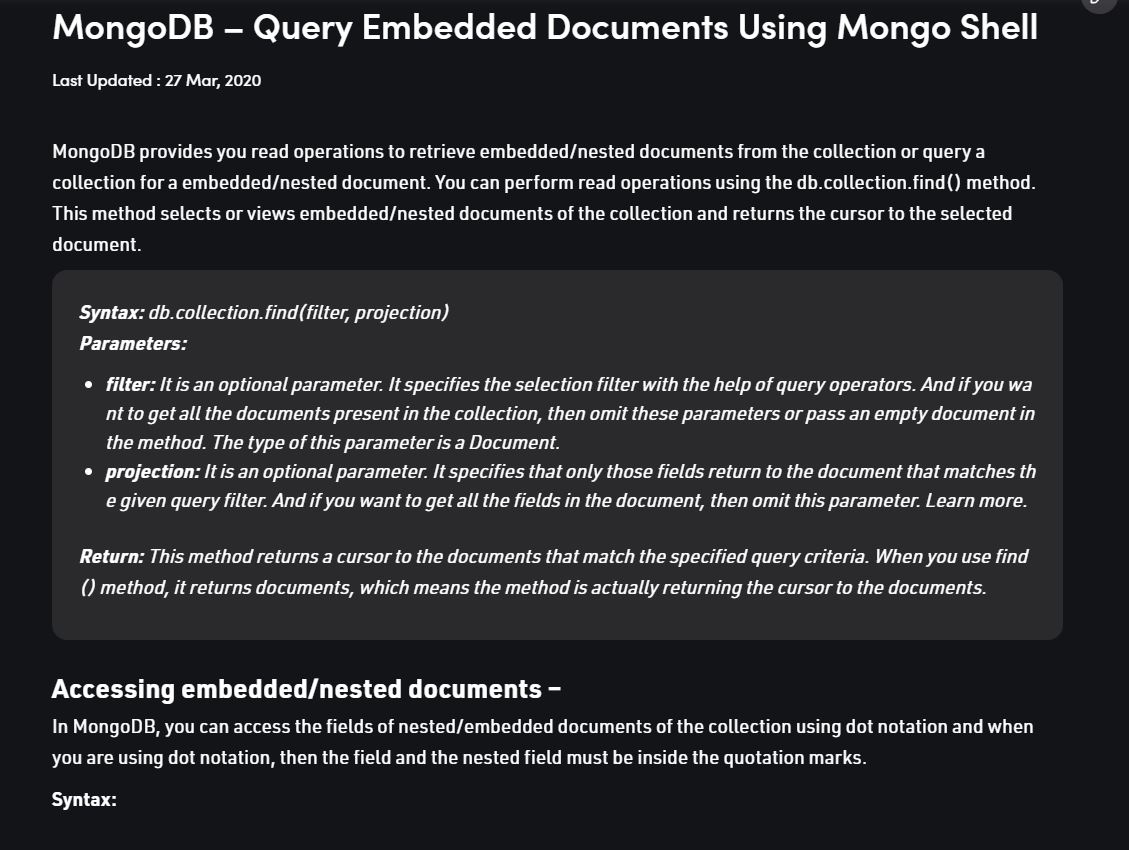 MongoDB – Query Embedded Documents Using Mongo Shell
Last Updated : 27 Mar, 2020
MongoDB provides you read operations to retrieve embedded/nested documents from the collection or query a
collection for a embedded/nested document. You can perform read operations using the db.collection.find() method.
This method selects or views embedded/nested documents of the collection and returns the cursor to the selected
document.
Syntax: db.collection.find(filter, projection)
Parameters:
• filter: It is an optional parameter. It specifies the selection filter with the help of query operators. And if you wa
nt to get all the documents present in the collection, then omit these parameters or pass an empty document in
the method. The type of this parameter is a Document.
• projection: It is an optional parameter. It specifies that only those fields return to the document that matches th
e given query filter. And if you want to get all the fields in the document, then omit this parameter. Learn more.
Return: This method returns a cursor to the documents that match the specified query criteria. When you use find
() method, it returns documents, which means the method is actually returning the cursor to the documents.
Accessing embedded/nested documents –
In MongoDB, you can access the fields of nested/embedded documents of the collection using dot notation and when
you are using dot notation, then the field and the nested field must be inside the quotation marks.
Syntax: